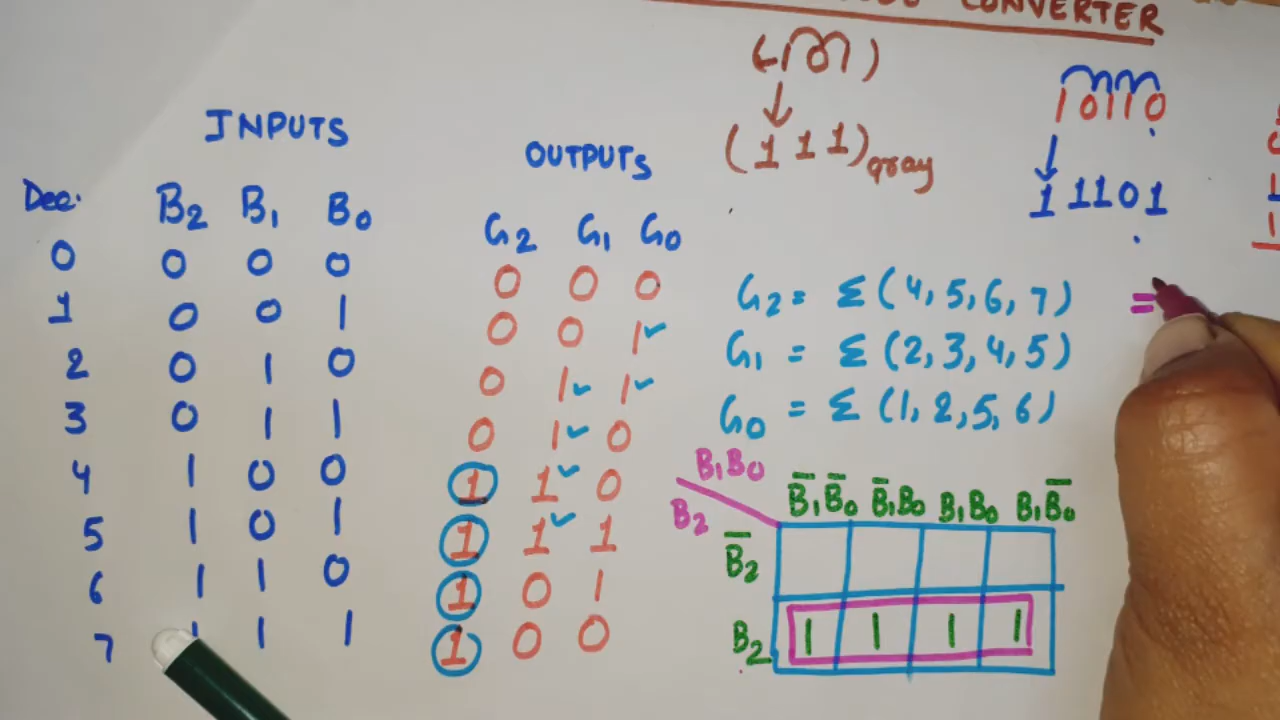 CONVERTER
(111)gray
10110
11101
INPUTS
OUTPUTS
Dec. B2 B1 B0 G2 G1 G0
0 0 0 0 0 0 0
1 0 0 1 0 0 1✓
2 0 1 0 0 1✓ 1✓
3 0 1 1 0 1✓ 0
4 1 0 0 1 1✓ 0
5 1 0 1 1 1✓ 1
6 1 1 0 1 0 1
7 1 1 1 1 0 0
G2 = Σ(4, 5, 6, 7) =
G1 = Σ(2, 3, 4, 5)
G0 = Σ(1, 2, 5, 6)
B1B0
B2
B̅1B̅0 B̅1B0 B1B0 B1B̅0
B̅2
B2 1 1 1 1